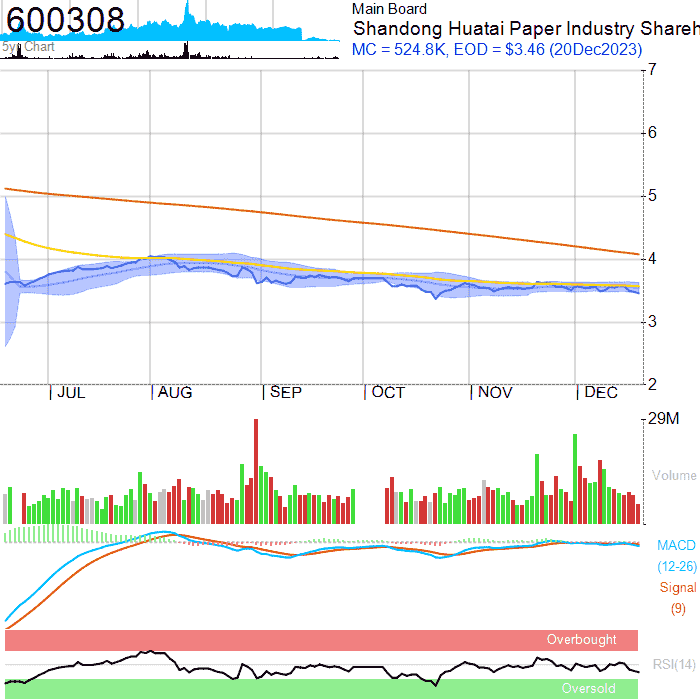 600308
Main Board
Shandong Huatai Paper Industry Shareh
MC = 524.8K, EOD = $3.46 (20Dec2023)
5yr Chart
7
6
5
4
3
2
JUL AUG SEP OCT NOV DEC
29M
Volume
MACD
(12-26)
Signal
(9)
Overbought
RSI(14)
Oversold